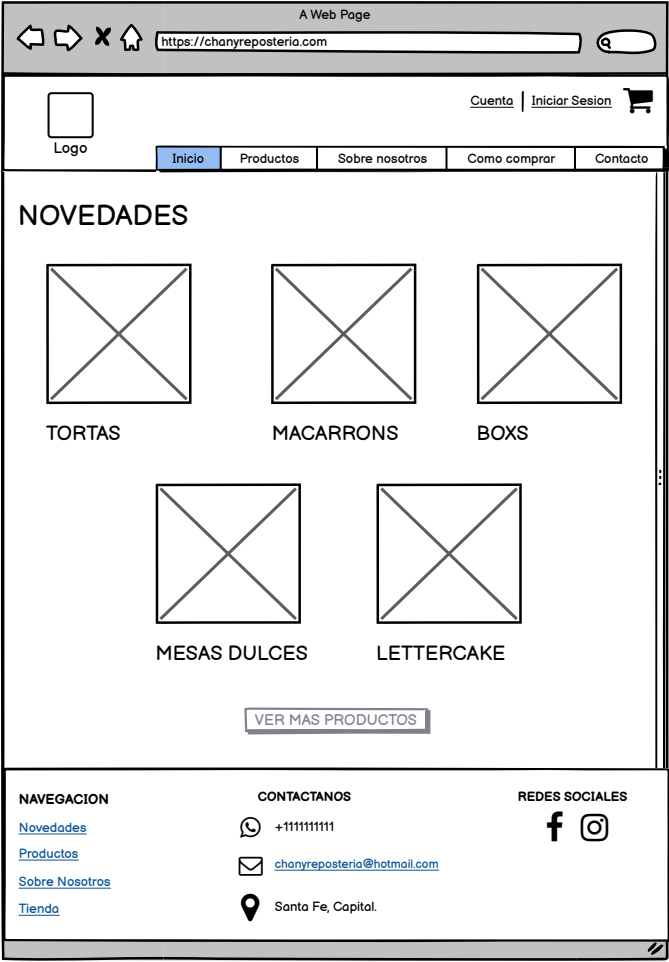 A Web Page
https://chanyreposteria.com
Cuenta Iniciar Sesion
Logo
Inicio Productos Sobre nosotros Como comprar Contacto
NOVEDADES
TORTAS MACARRONS BOXS
MESAS DULCES LETTERCAKE
VER MAS PRODUCTOS
NAVEGACION
Novedades
Productos
Sobre Nosotros
Tienda
CONTACTANOS
+1111111111
chanyreposteria@hotmail.com
Santa Fe, Capital.
REDES SOCIALES